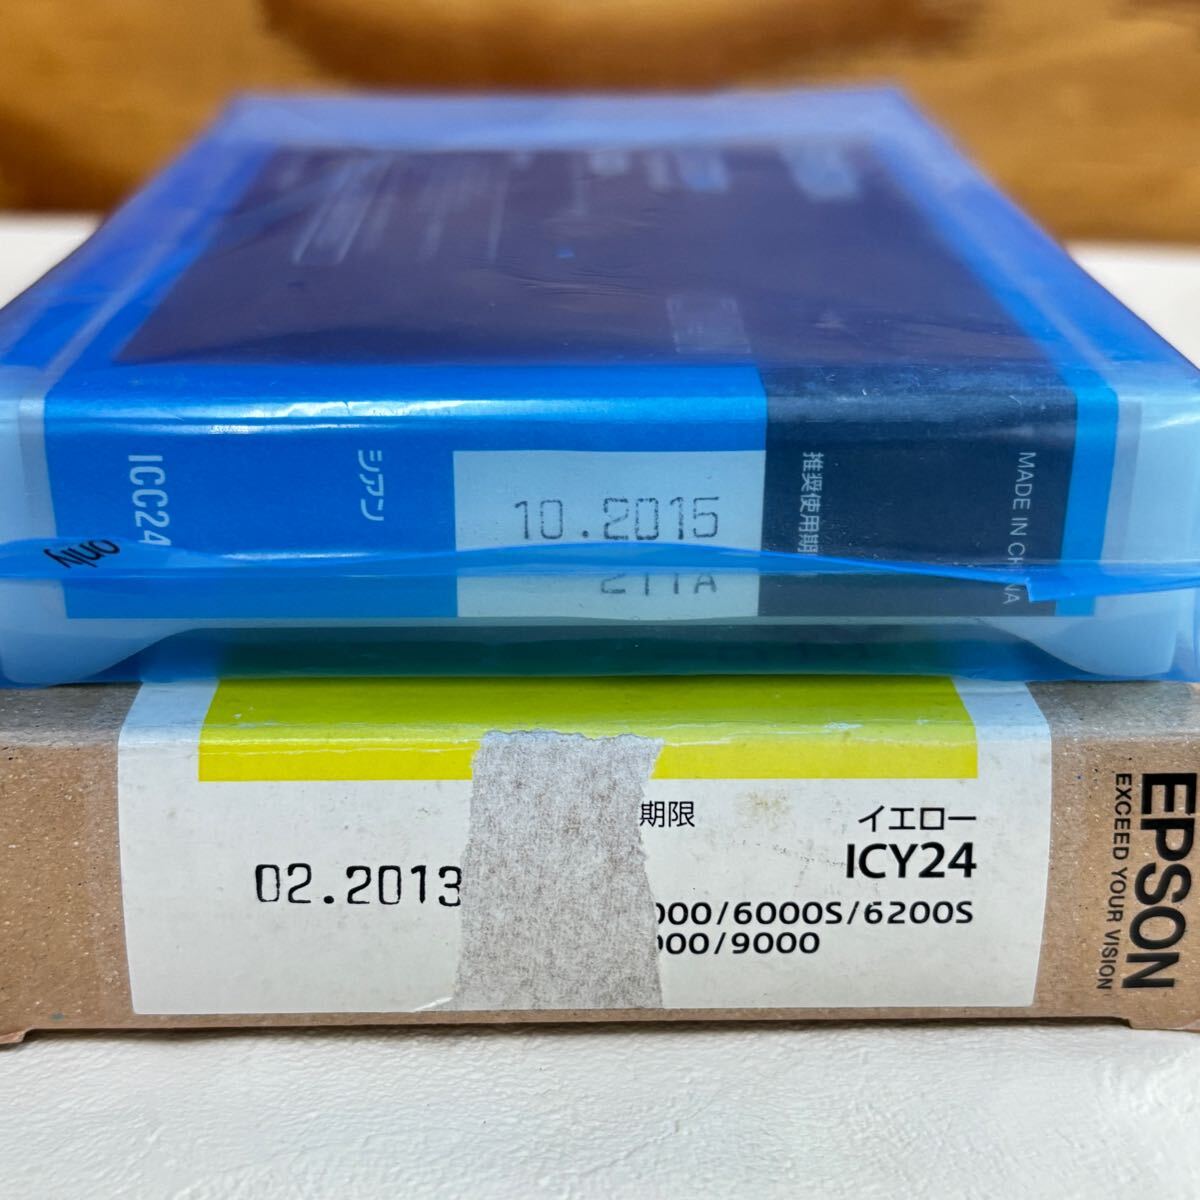 ICC24
シアン
10.2015
211A
推奨使用期
MADE IN CHINA
only
期限
イエロー
02.2013
ICY24
000/6000S/6200S
000/9000
EPSON
EXCEED YOUR VISION